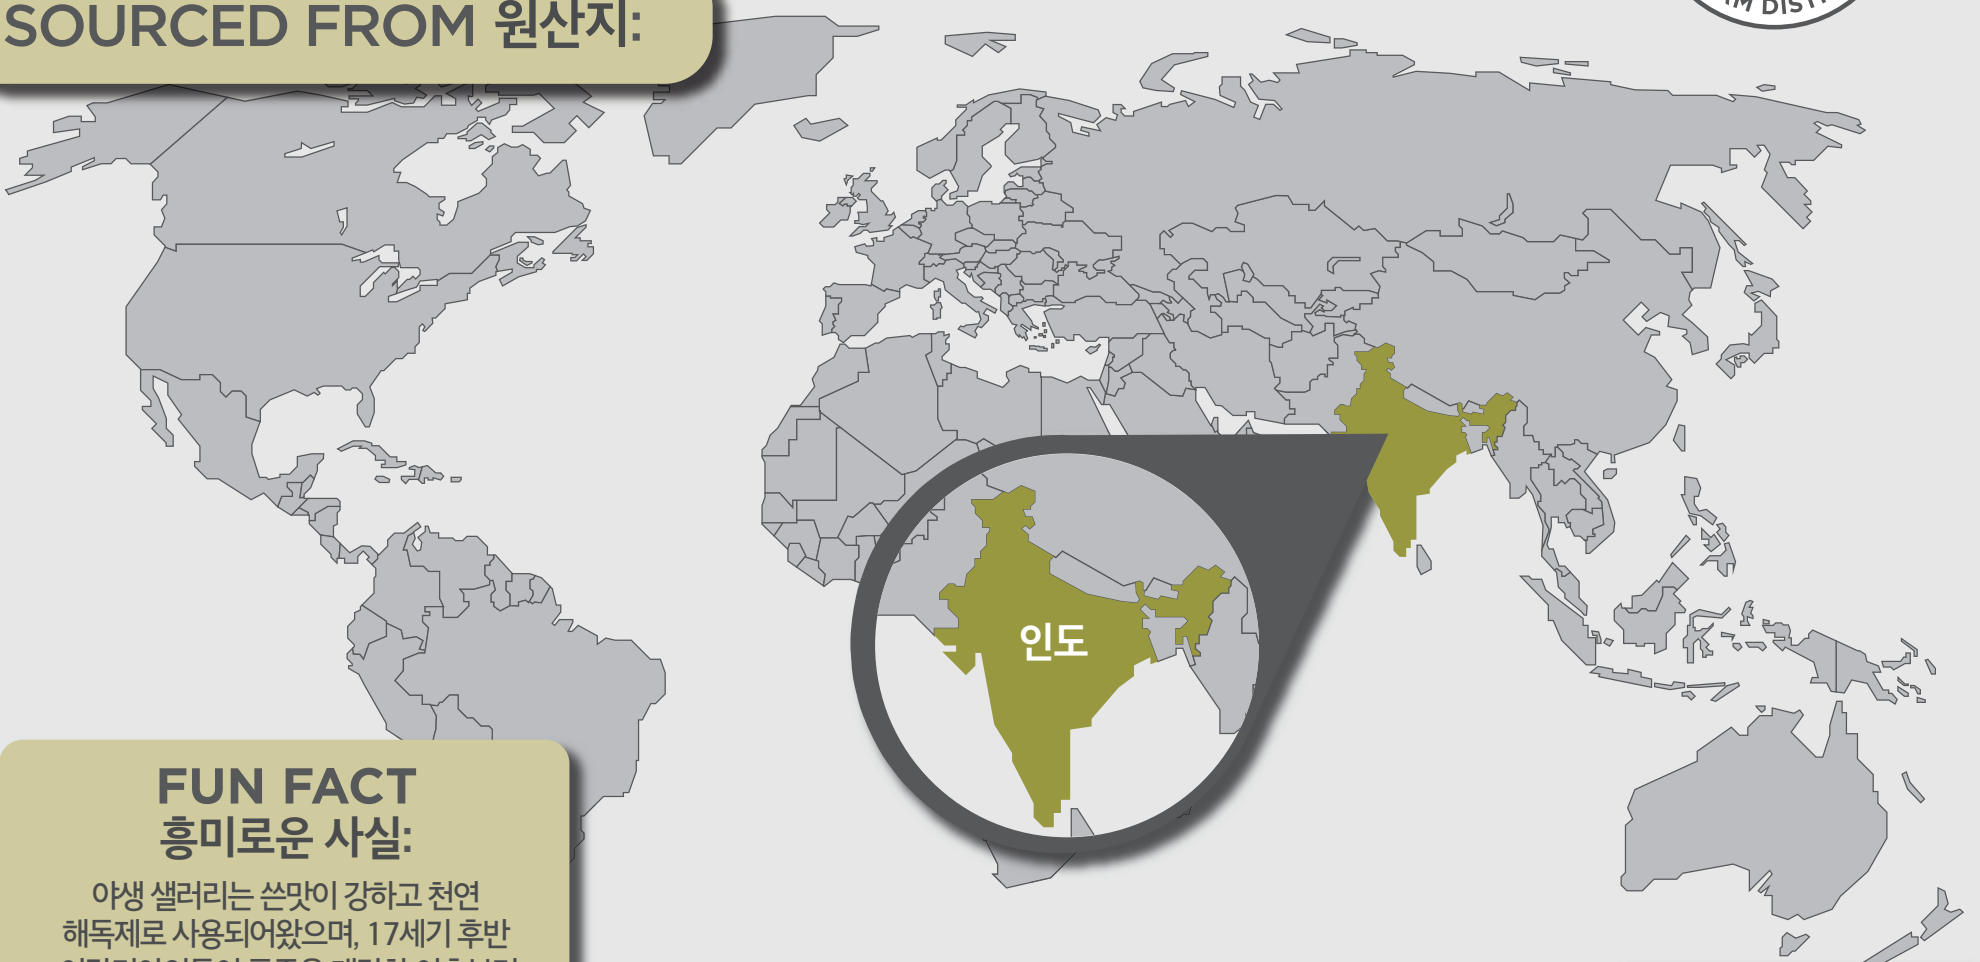 SOURCED FROM 원산지:
DIST
인도
FUN FACT
흥미로운 사실:
야생 샐러리는 쓴맛이 강하고 천연
해독제로 사용되어왔으며, 17세기 후반